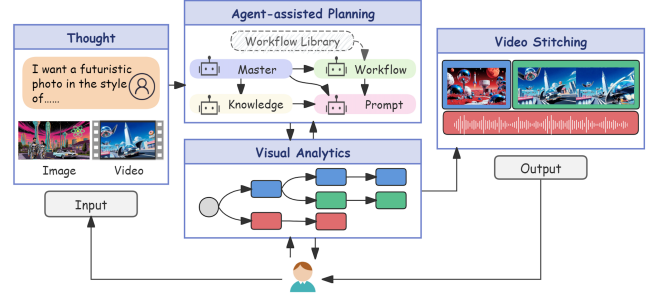 Thought
I want a futuristic
photo in the style
of......
Image
Video
Input
Agent-assisted Planning
Workflow Library
Master
Workflow
Knowledge
Prompt
Visual Analytics
Video Stitching
Output